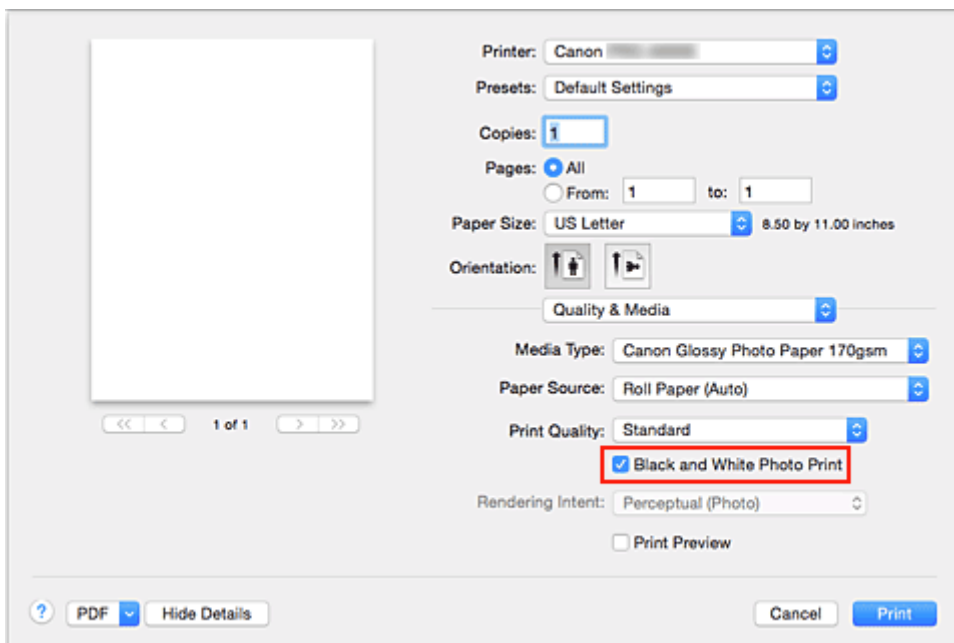 Printer: Canon
Presets: Default Settings
Copies: 1
Pages: All
From: 1 to: 1
Paper Size: US Letter 8.50 by 11.00 inches
Orientation:
Quality & Media
Media Type: Canon Glossy Photo Paper 170gsm
Paper Source: Roll Paper (Auto)
<< < 1 of 1 > >>
Print Quality: Standard
Black and White Photo Print
Rendering Intent: Perceptual (Photo)
Print Preview
? PDF Hide Details Cancel Print